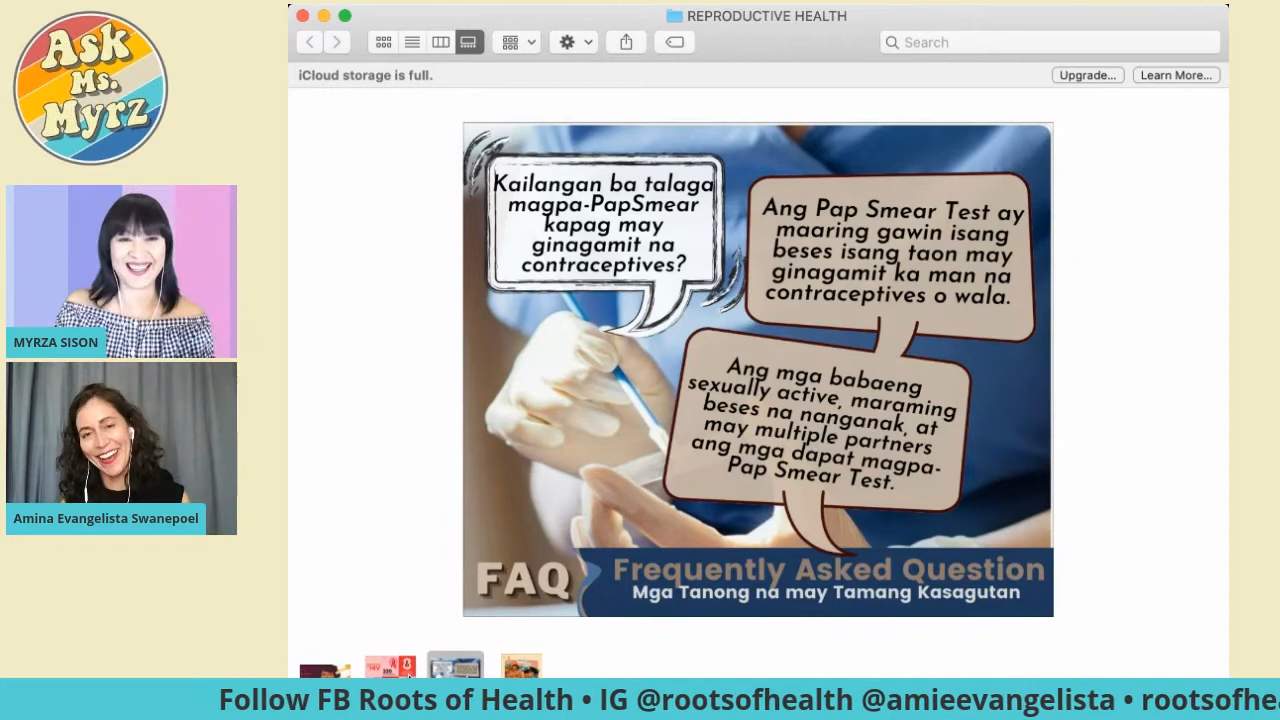 Ask
Ms.
Myrz
MYRZA SISON
Amina Evangelista Swanepoel
REPRODUCTIVE HEALTH
Search
iCloud storage is full.
Upgrade...
Learn More...
Kailangan ba talaga
magpa-PapSmear
kapag may
ginagamit na
contraceptives?
Ang Pap Smear Test ay
maaring gawin isang
beses isang taon may
ginagamit ka man na
contraceptives o wala.
Ang mga babaeng
sexually active, maraming
beses na nanganak, at
may multiple partners
ang mga dapat magpa-
Pap Smear Test.
FAQ
Frequently Asked Question
Mga Tanong na may Tamang Kasagutan
Follow FB Roots of Health • IG @rootsofhealth @amieevangelista • rootsofhea